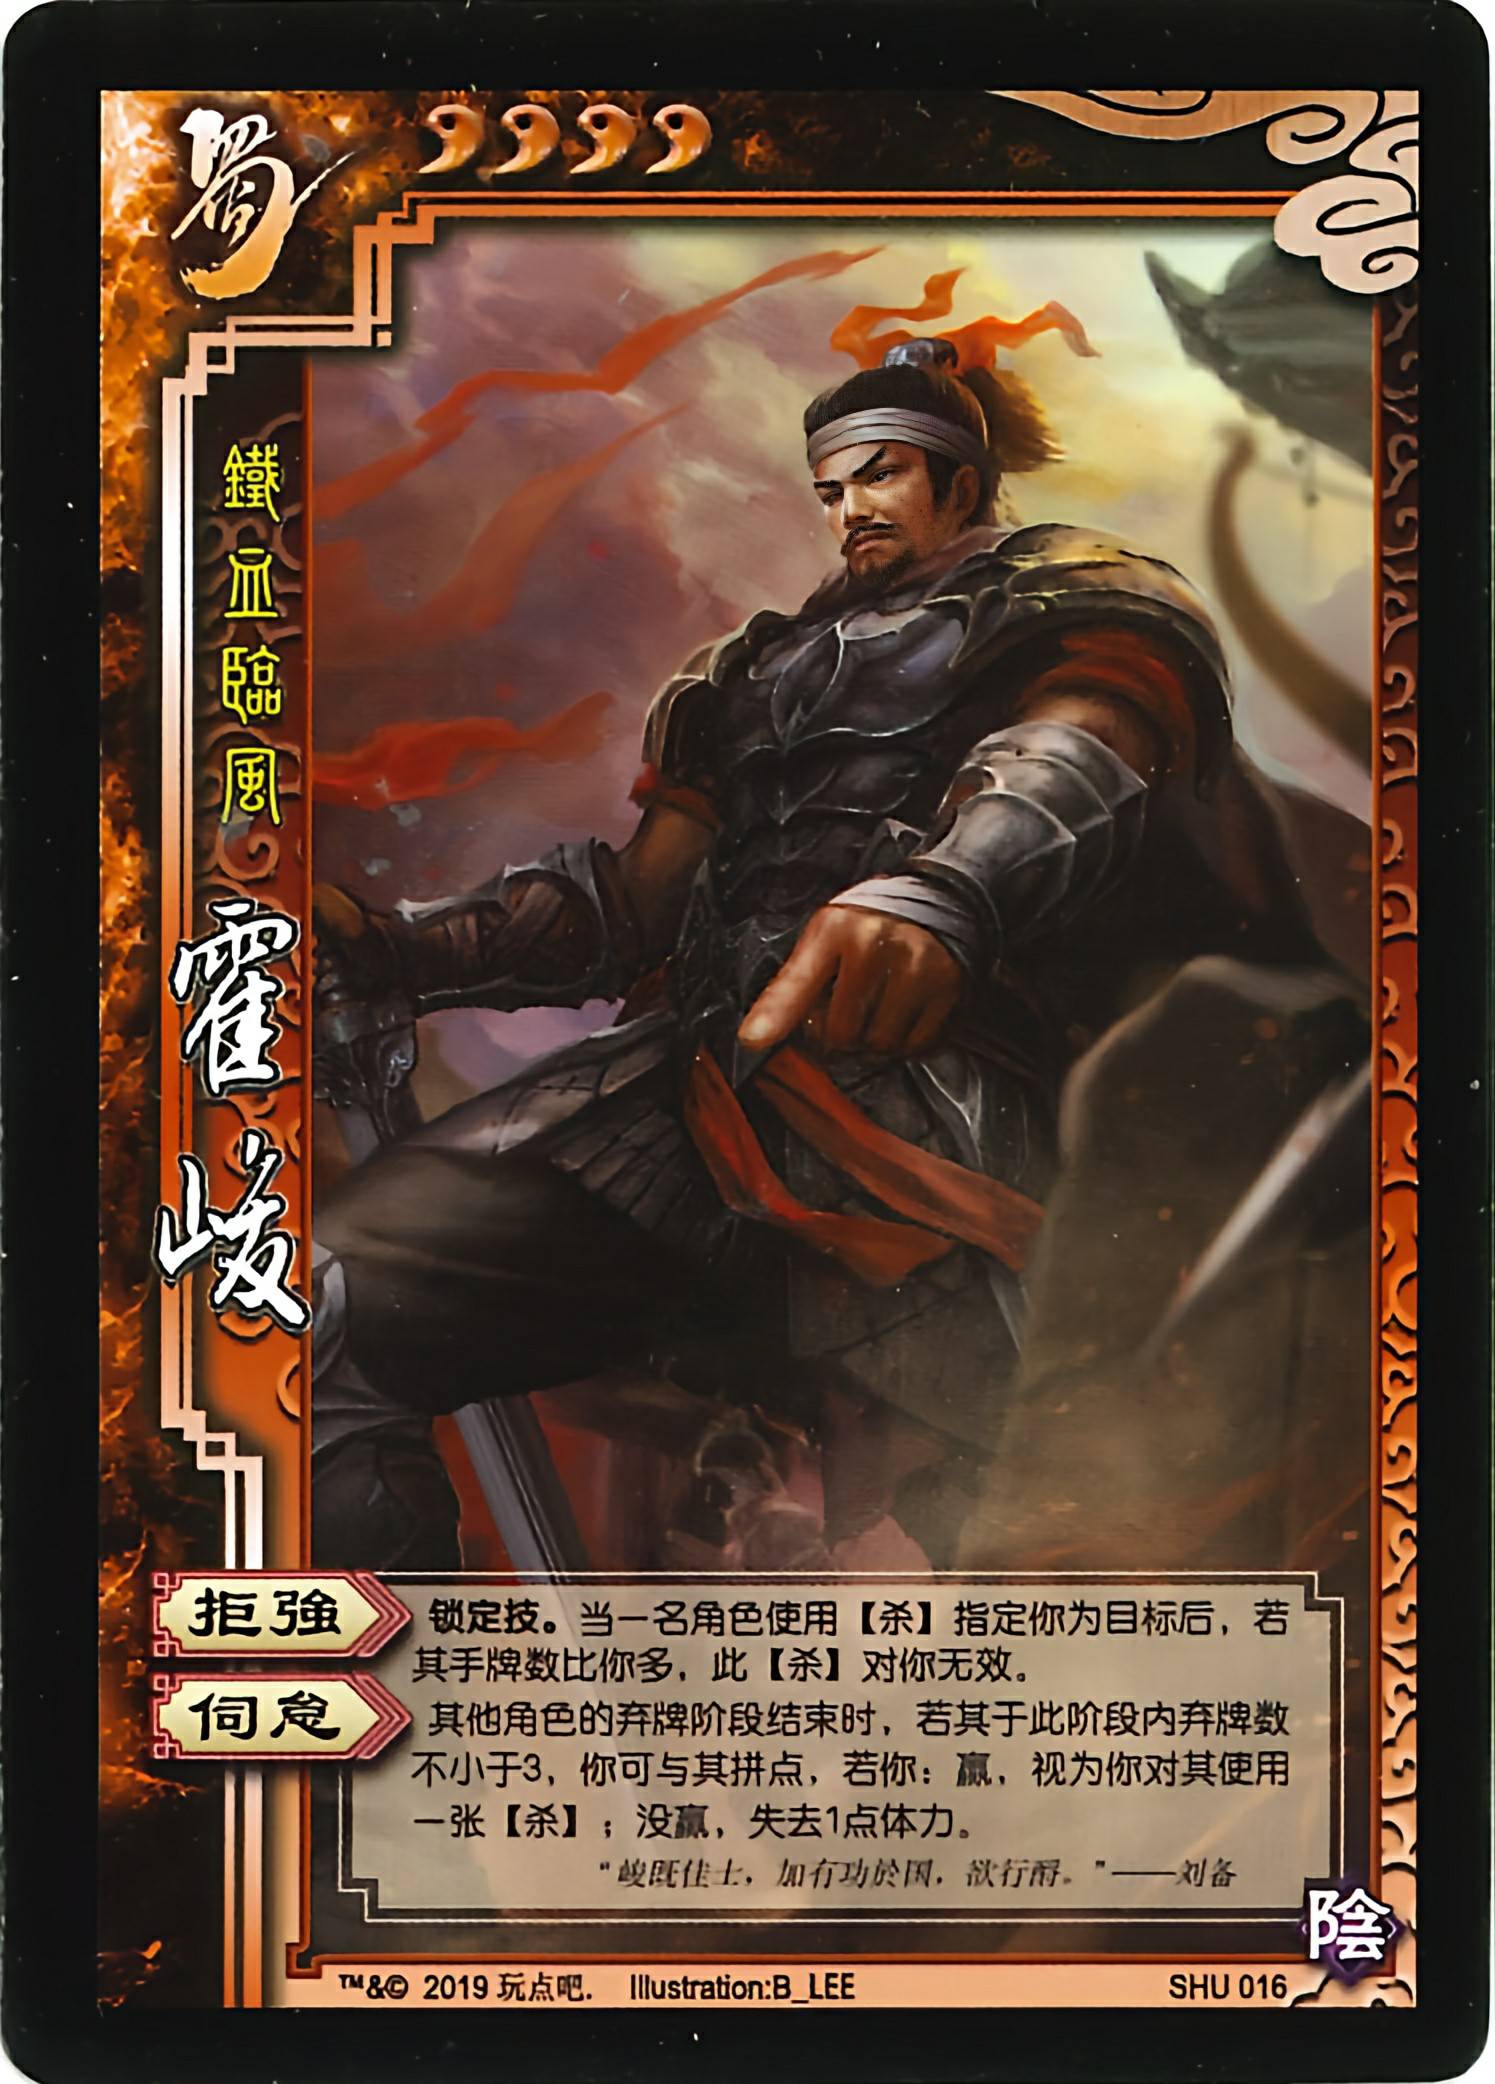 蜀
鐵血臨風
霍峻
拒強
锁定技。当一名角色使用【杀】指定你为目标后，若
其手牌数比你多，此【杀】对你无效。
伺怠
其他角色的弃牌阶段结束时，若其于此阶段内弃牌数
不小于3，你可与其拼点，若你：赢，视为你对其使用
一张【杀】；没赢，失去1点体力。
“峻既佳士，加有功於国，欲行酹。”——刘备
陰
™&© 2019 玩点吧. Illustration:B_LEE
SHU 016